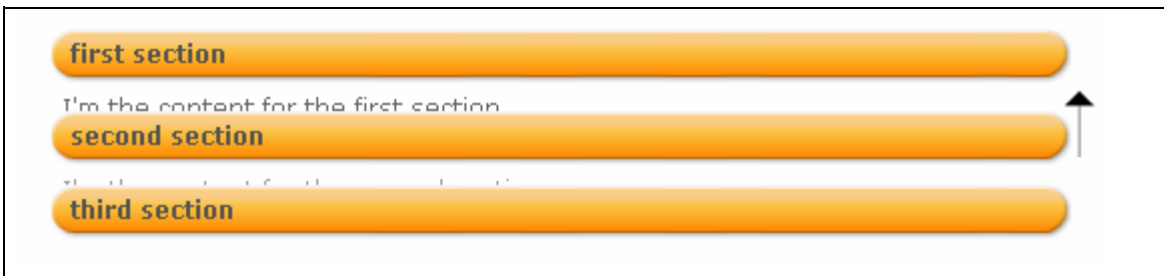 first section
I'm the content for the first section
second section
third section